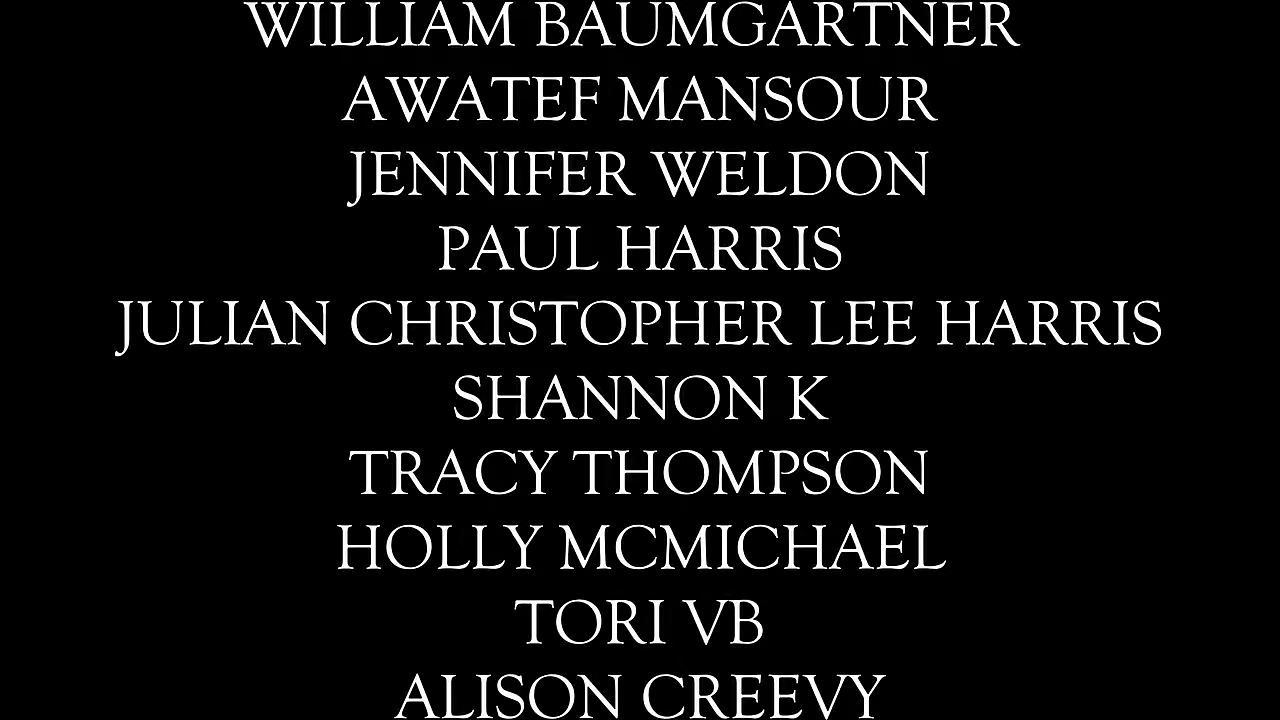 WILLIAM BAUMGARTNER
AWATEF MANSOUR
JENNIFER WELDON
PAUL HARRIS
JULIAN CHRISTOPHER LEE HARRIS
SHANNON K
TRACY THOMPSON
HOLLY MCMICHAEL
TORI VB
ALISON CREEVY